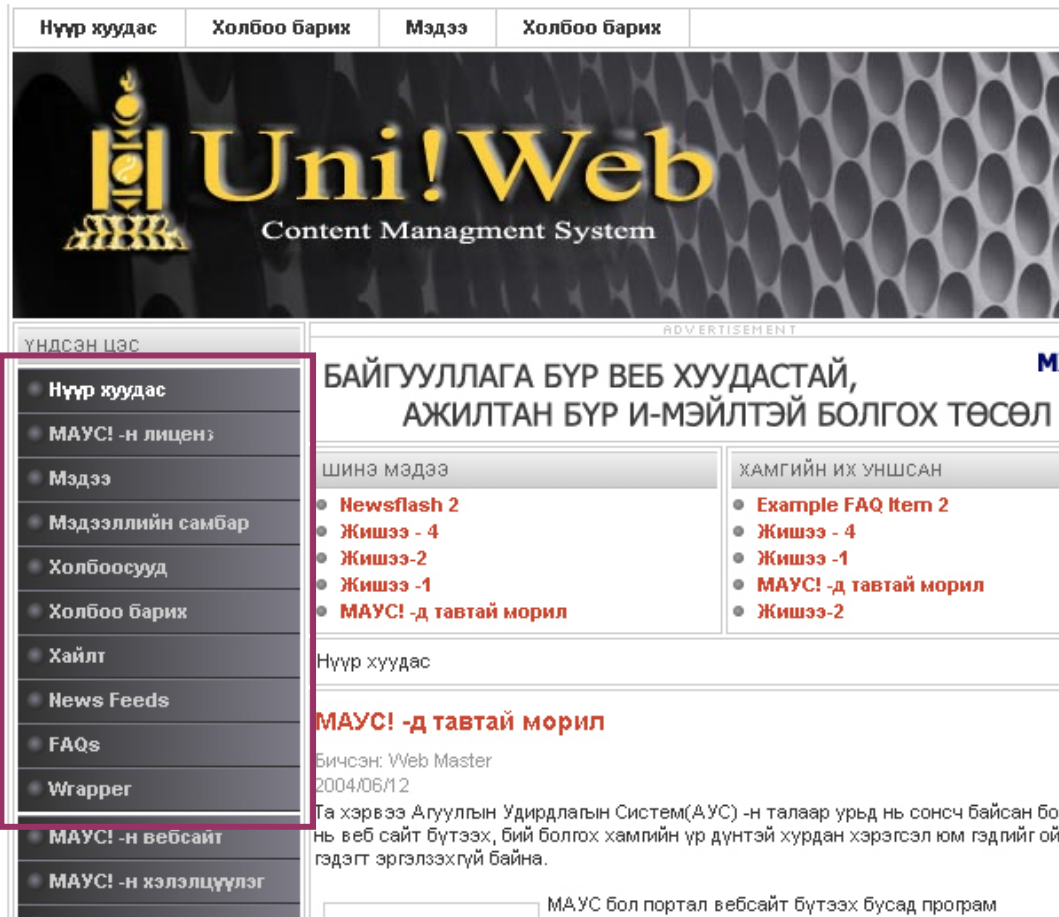 Нүүр хуудас Холбоо барих Мэдээ Холбоо барих
Uni!Web
Content Managment System
ҮНДСЭН ЦЭС
Нүүр хуудас
МАУС! -н лиценз
Мэдээ
Мэдээллийн самбар
Холбоосууд
Холбоо барих
Хайлт
News Feeds
FAQs
Wrapper
МАУС! -н вебсайт
МАУС! -н хэлэлцүүлэг
ADVERTISEMENT
БАЙГУУЛЛАГА БҮР ВЕБ ХУУДАСТАЙ,
АЖИЛТАН БҮР И-МЭЙЛТЭЙ БОЛГОХ ТӨСӨЛ
ШИНЭ МЭДЭЭ
Newsflash 2
Жишээ - 4
Жишээ-2
Жишээ -1
МАУС! -д тавтай морил
ХАМГИЙН ИХ УНШСАН
Example FAQ Item 2
Жишээ - 4
Жишээ -1
МАУС! -д тавтай морил
Жишээ-2
Нүүр хуудас
МАУС! -д тавтай морил
Бичсэн: Web Master
2004/06/12
Та хэрвээ Агуулгын Удирдлагын Систем(АУС) -н талаар урьд нь сонсч байсан бо
нь веб сайт бүтээх, бий болгох хамгийн үр дүнтэй хурдан хэрэгсэл юм гэдгийг ой
гэдэгт эргэлзэхгүй байна.
МАУС бол портал вебсайт бүтээх бусад програм